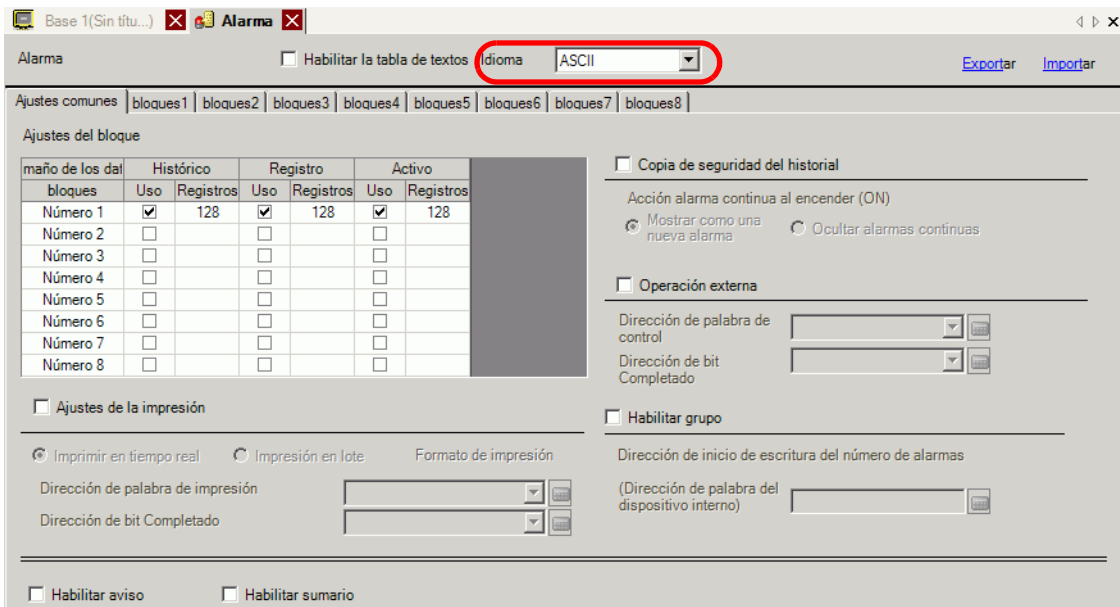 Base 1(Sin títu...) Alarma
Alarma Habilitar la tabla de textos Idioma ASCII Exportar Importar
Ajustes comunes bloques1 bloques2 bloques3 bloques4 bloques5 bloques6 bloques7 bloques8
Ajustes del bloque
maño de los dat Histórico Registro Activo
bloques Uso Registros Uso Registros Uso Registros
Número 1 128 128 128
Número 2
Número 3
Número 4
Número 5
Número 6
Número 7
Número 8
Copia de seguridad del historial
Acción alarma continua al encender (ON)
Mostrar como una nueva alarma
Ocultar alarmas continuas
Operación externa
Dirección de palabra de control
Dirección de bit Completado
Ajustes de la impresión
Imprimir en tiempo real Impresión en lote Formato de impresión
Dirección de palabra de impresión
Dirección de bit Completado
Habilitar grupo
Dirección de inicio de escritura del número de alarmas
(Dirección de palabra del dispositivo interno)
Habilitar aviso Habilitar sumario